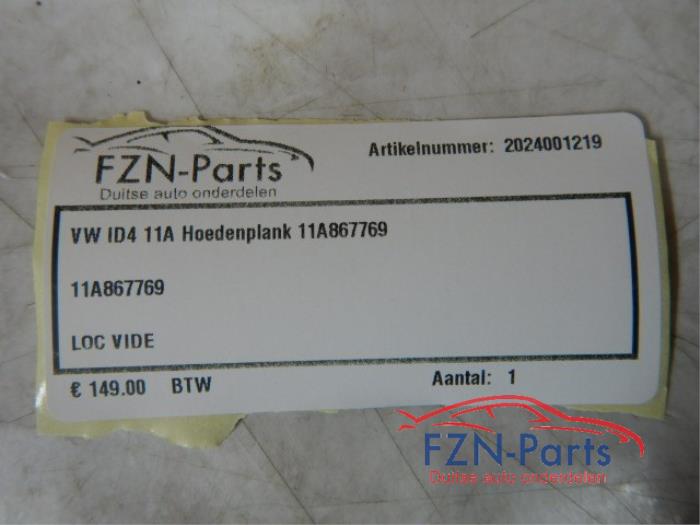 FZN-Parts
Duitse auto onderdelen
Artikelnummer: 2024001219
VW ID4 11A Hoedenplank 11A867769
11A867769
LOC VIDE
€ 149.00 BTW
Aantal: 1
FZN-Parts
Duitse auto onderdelen